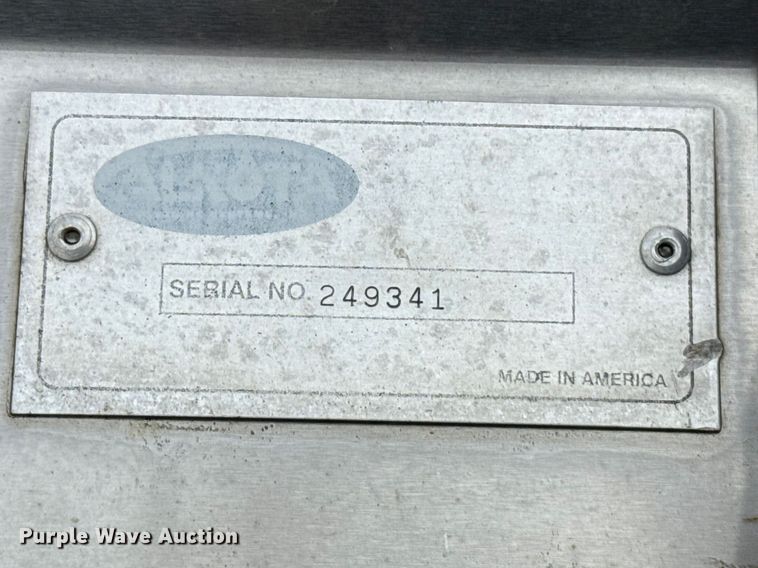 SERIAL NO. 249341
MADE IN AMERICA
Purple Wave Auction